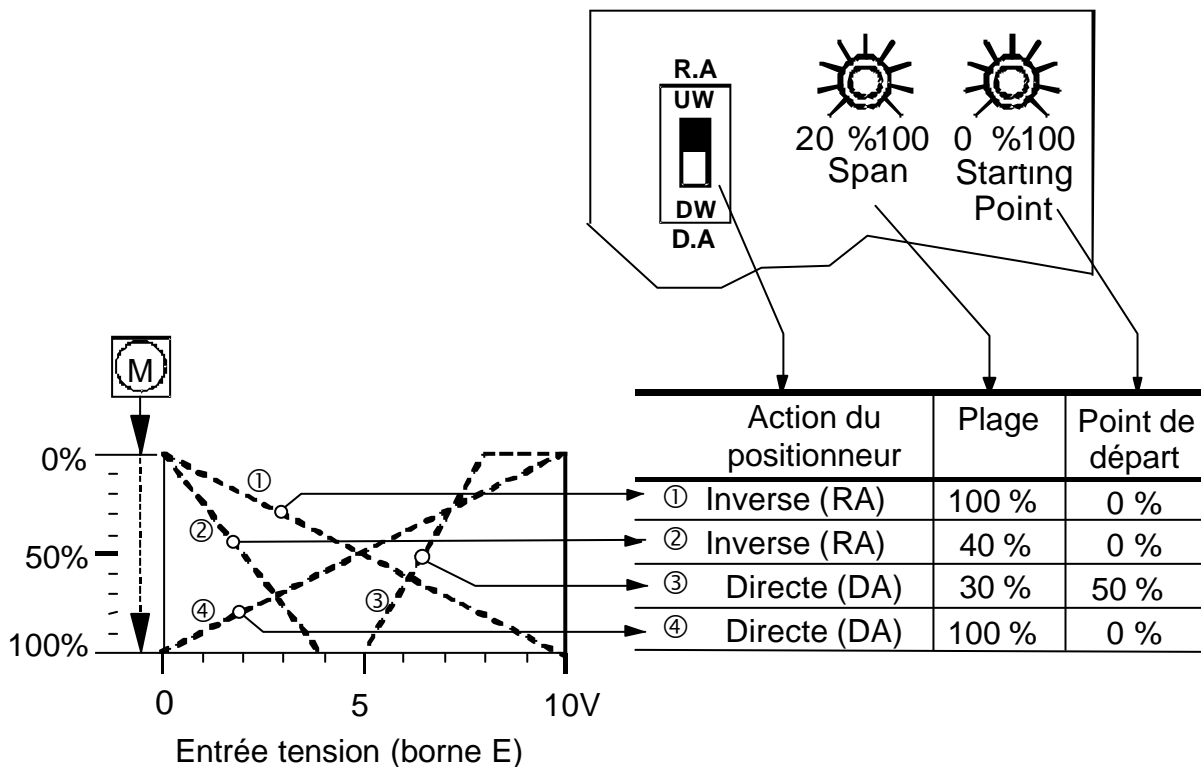 R.A
UW
DW
D.A
20 %100
Span
0 %100
Startıng
Point
M
0%
50%
100%
①
②
③
④
0
5
10V
Entrée tension (borne E)
Action du positionneur
Plage
Point de départ
① Inverse (RA) 100 % 0 %
② Inverse (RA) 40 % 0 %
③ Directe (DA) 30 % 50 %
④ Directe (DA) 100 % 0 %